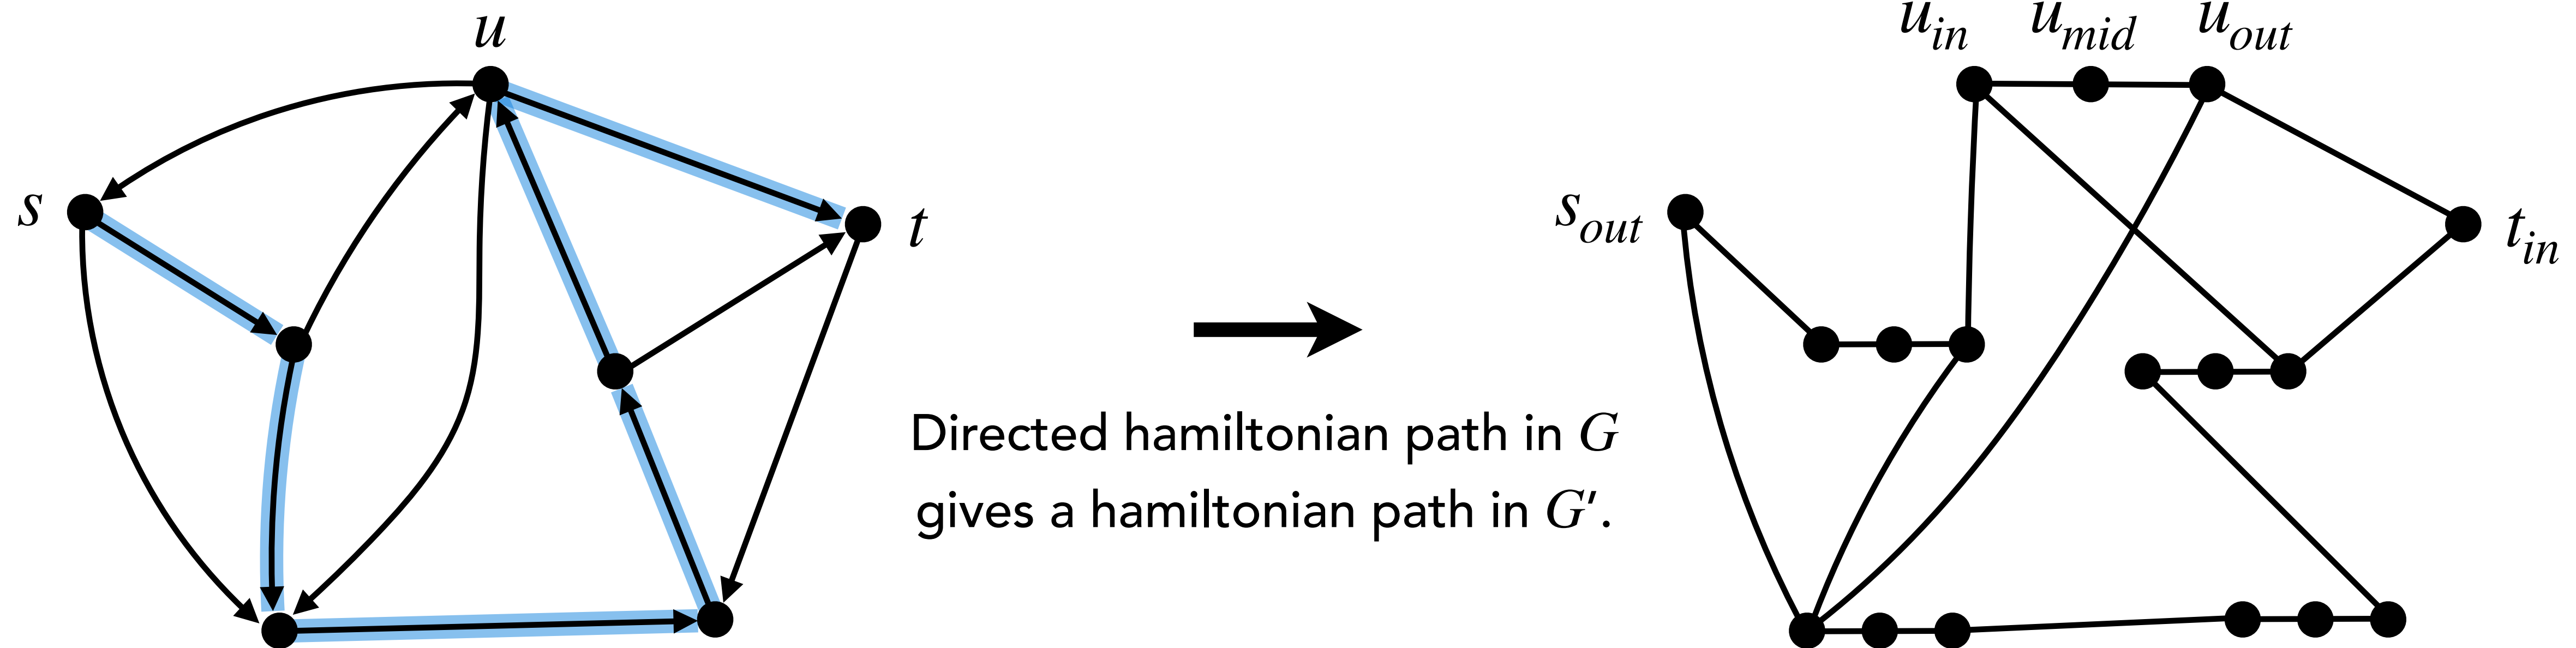 u
s
t
Directed hamiltonian path in G
gives a hamiltonian path in G′.
u_in u_mid u_out
s_out
t_in